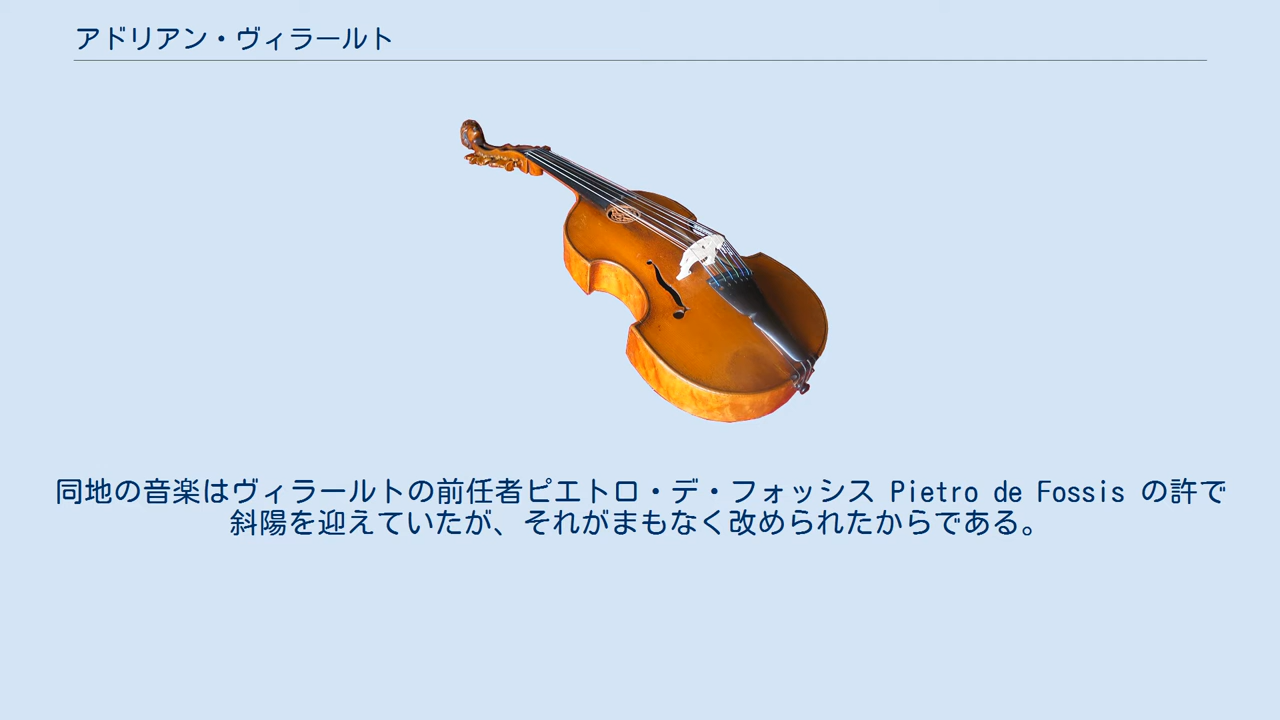 アドリアン・ヴィラールト
同地の音楽はヴィラールトの前任者ピエトロ・デ・フォッシス Pietro de Fossis の許で
斜陽を迎えていたが、それがまもなく改められたからである。